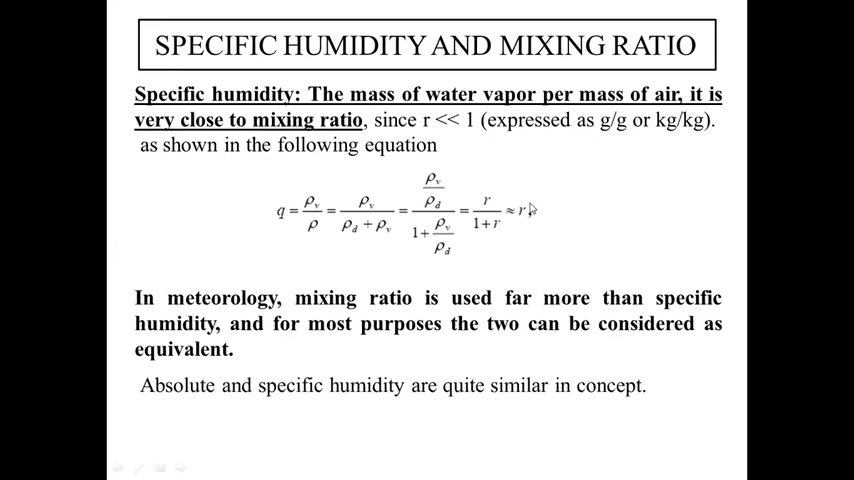 SPECIFIC HUMIDITY AND MIXING RATIO
Specific humidity: The mass of water vapor per mass of air, it is
very close to mixing ratio, since r << 1 (expressed as g/g or kg/kg).
as shown in the following equation
q = ρᵥ/ρ = ρᵥ/(ρ_d + ρᵥ) = (ρᵥ/ρ_d)/(1 + ρᵥ/ρ_d) = r/(1 + r) ≈ r
In meteorology, mixing ratio is used far more than specific
humidity, and for most purposes the two can be considered as
equivalent.
Absolute and specific humidity are quite similar in concept.